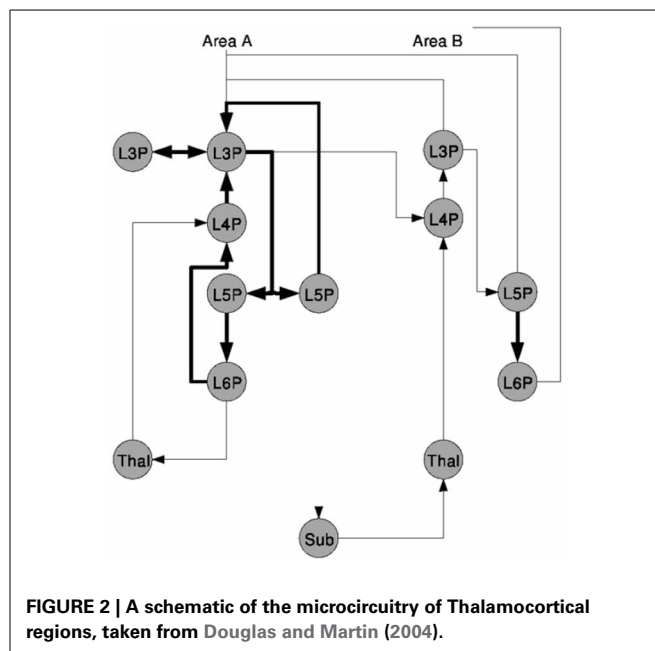 Area A Area B
L3P L3P L3P
L4P L4P
L5P L5P L5P
L6P L6P
Thal Thal
Sub
FIGURE 2 | A schematic of the microcircuitry of Thalamocortical
regions, taken from Douglas and Martin (2004).